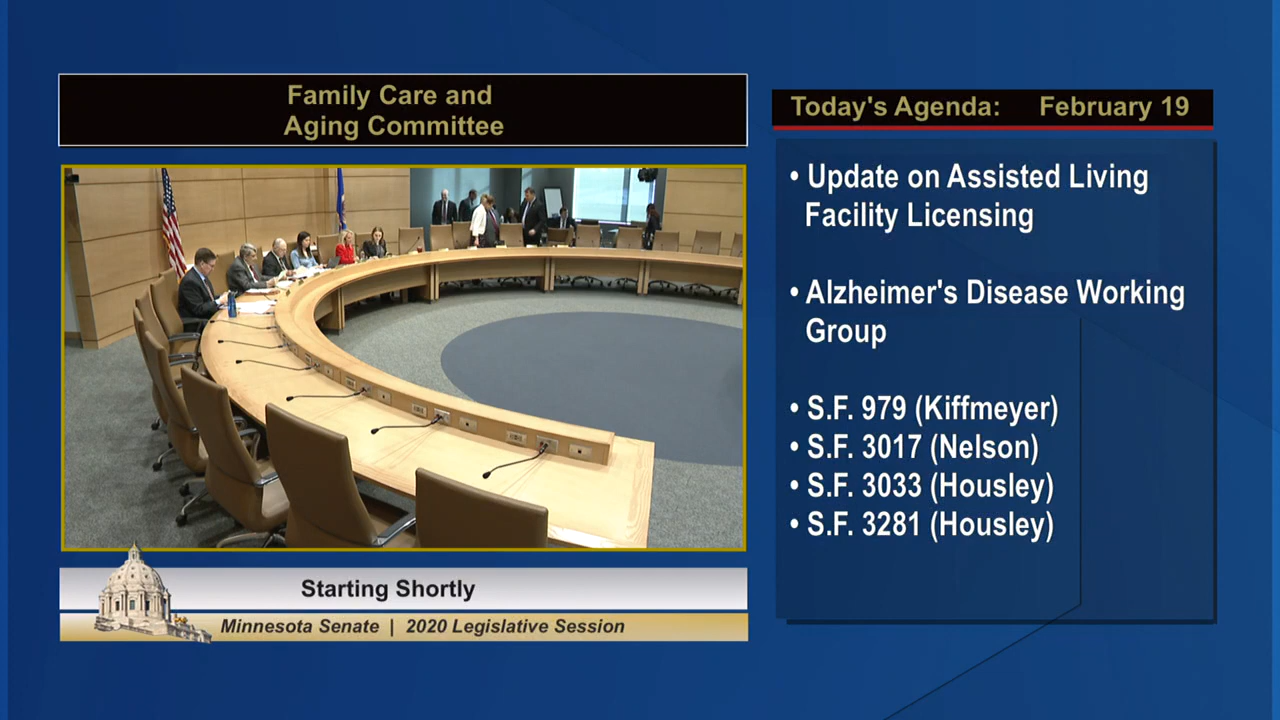 Family Care and
Aging Committee
Today's Agenda: February 19
• Update on Assisted Living
Facility Licensing
• Alzheimer's Disease Working
Group
• S.F. 979 (Kiffmeyer)
• S.F. 3017 (Nelson)
• S.F. 3033 (Housley)
• S.F. 3281 (Housley)
Starting Shortly
Minnesota Senate | 2020 Legislative Session